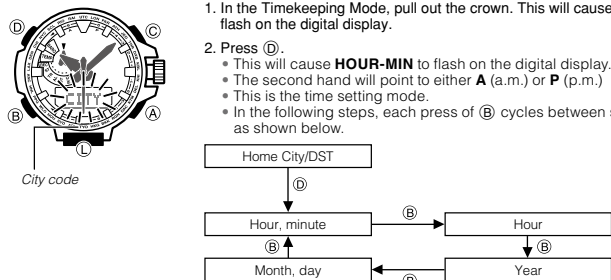 1. In the Timekeeping Mode, pull out the crown. This will cause
flash on the digital display.
2. Press Ⓓ.
• This will cause HOUR-MIN to flash on the digital display.
• The second hand will point to either A (a.m.) or P (p.m.)
• This is the time setting mode.
• In the following steps, each press of Ⓑ cycles between
as shown below.
D
C
B
A
L
CITY
City code
Home City/DST
Ⓓ
Hour, minute
Ⓑ
Hour
Ⓑ
Ⓑ
Month, day
Year